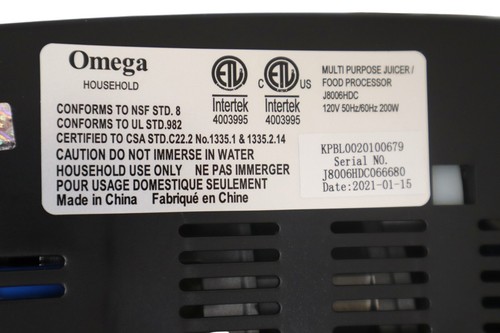 Omega
HOUSEHOLD
CONFORMS TO NSF STD. 8
CONFORMS TO UL STD.982
CERTIFIED TO CSA STD.C22.2 No.1335.1 & 1335.2.14
CAUTION DO NOT IMMERSE IN WATER
HOUSEHOLD USE ONLY NE PAS IMMERGER
POUR USAGE DOMESTIQUE SEULEMENT
Made in China Fabriqué en Chine
ETL
Intertek
4003995
C ETL US
Intertek
4003995
MULTI PURPOSE JUICER /
FOOD PROCESSOR
J8006HDC
120V 50Hz/60Hz 200W
KPBL0020100679
Serial NO.
J8006HDC066680
Date:2021-01-15